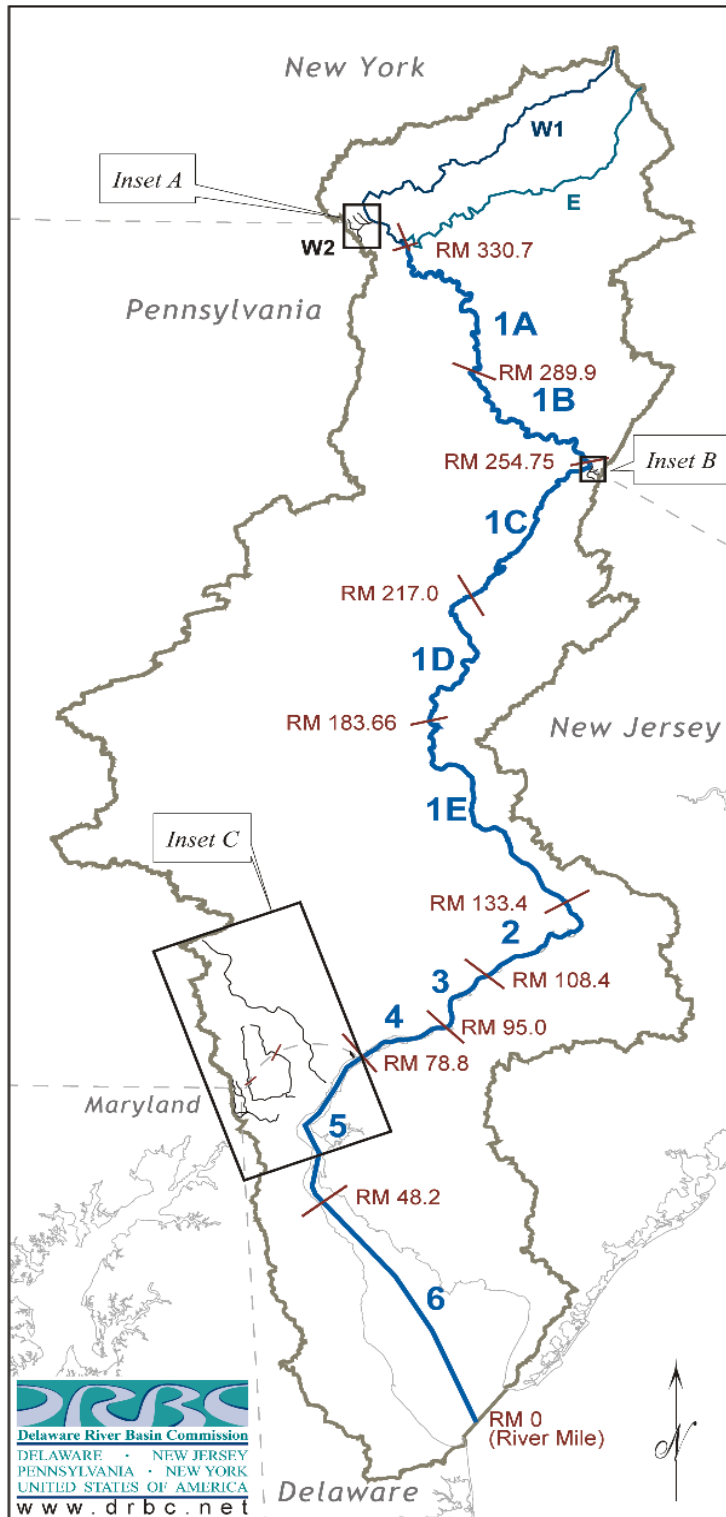 New York
W1
Inset A
E
W2
RM 330.7
Pennsylvania
1A
RM 289.9
1B
RM 254.75
Inset B
1C
RM 217.0
1D
RM 183.66
New Jersey
1E
Inset C
RM 133.4
2
3
RM 108.4
4
RM 95.0
RM 78.8
Maryland
5
RM 48.2
6
RM 0
(River Mile)
N
DRBC
Delaware River Basin Commission
DELAWARE • NEW JERSEY
PENNSYLVANIA • NEW YORK
UNITED STATES OF AMERICA
www.drbc.net
Delaware